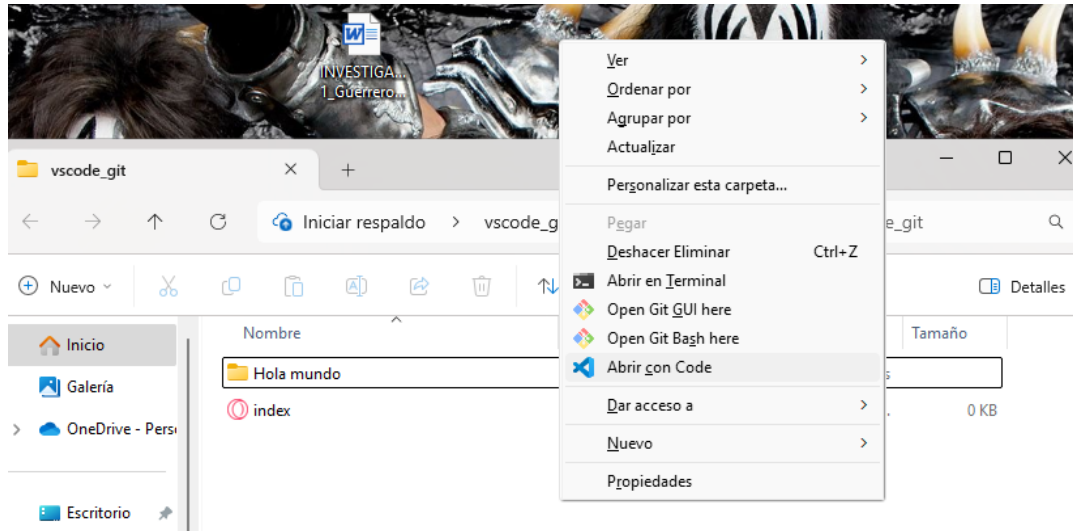 INVESTIGA...
1_Guerrero...
vscode_git
Iniciar respaldo > vscode_g
e_git
Nuevo
Detalles
Inicio
Galería
OneDrive - Pers
Escritorio
Nombre
Tamaño
Hola mundo
s
index
0 KB
Ver
Ordenar por
Agrupar por
Actualizar
Personalizar esta carpeta...
Pegar
Deshacer Eliminar Ctrl+Z
Abrir en Terminal
Open Git GUI here
Open Git Bash here
Abrir con Code
Dar acceso a
Nuevo
Propiedades